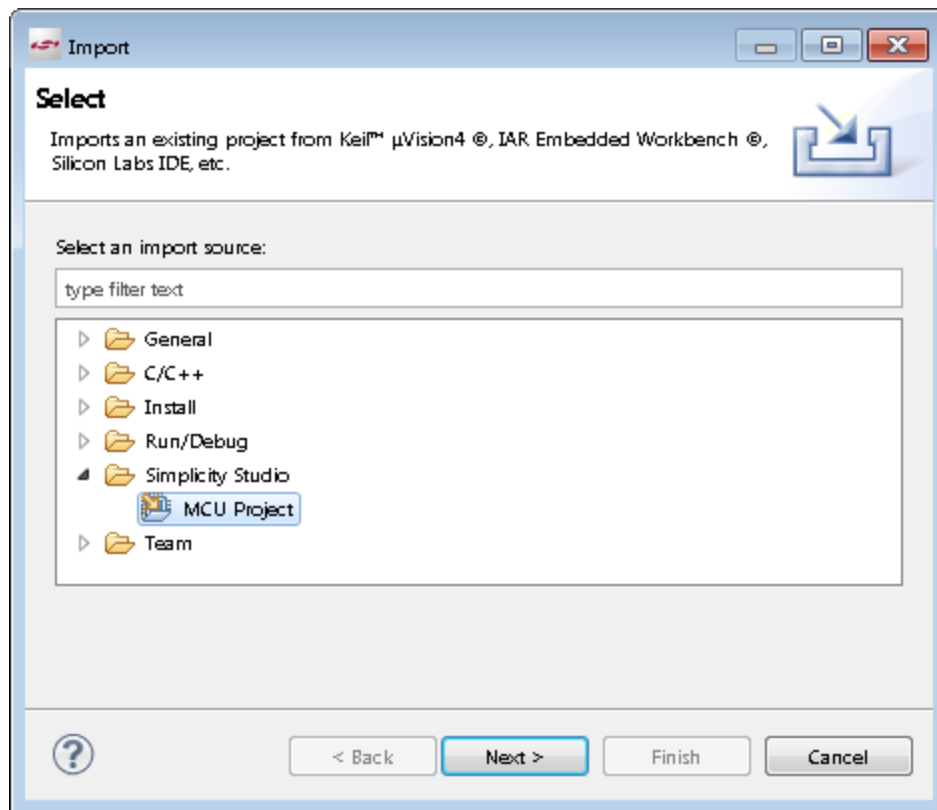 Import
Select
Imports an existing project from Keil™ µVision4 ®, IAR Embedded Workbench ®,
Silicon Labs IDE, etc.
Select an import source:
type filter text
General
C/C++
Install
Run/Debug
Simplicity Studio
MCU Project
Team
?
< Back Next > Finish Cancel